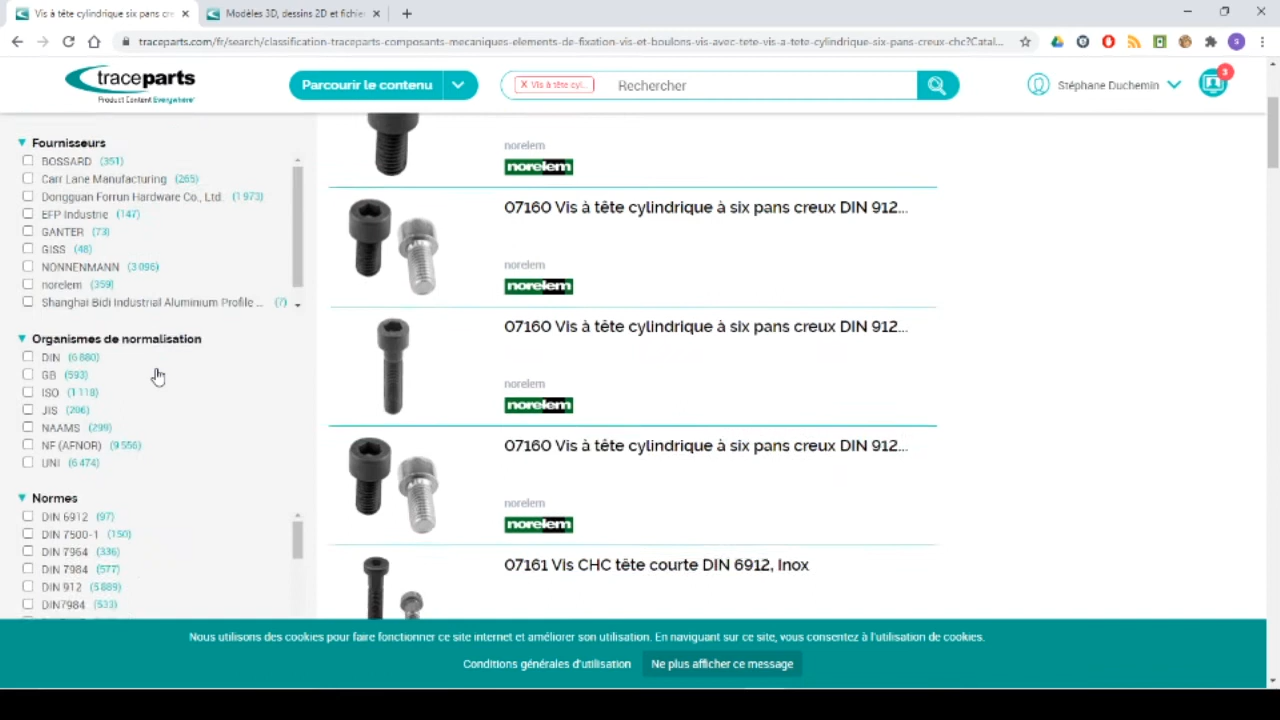 Vis à tête cylindrique six pans cre
Modèles 3D, dessins 2D et fichie
traceparts.com/fr/search/classification-traceparts-composants-mecaniques-elements-de-fixation-vis-et-boulons-vis-avec-tete-vis-a-tete-cylindrique-six-pans-creux-chc?Catal...
traceparts
Product Content Everywhere
Parcourir le contenu
X Vis à tête cyl...
Rechercher
Stéphane Duchemin
3
Fournisseurs
BOSSARD (351)
Carr Lane Manufacturing (265)
Dongguan Forrun Hardware Co., Ltd. (1 973)
EFP Industrie (147)
GANTER (73)
GISS (48)
NONNENMANN (3 096)
norelem (359)
Shanghai Bidi Industrial Aluminium Profile ... (7)
Organismes de normalisation
DIN (6 880)
GB (593)
ISO (1 118)
JIS (206)
NAAMS (299)
NF (AFNOR) (9 556)
UNI (6 474)
Normes
DIN 6912 (97)
DIN 7500-1 (150)
DIN 7964 (336)
DIN 7984 (577)
DIN 912 (5 889)
DIN7984 (533)
norelem
norelem
07160 Vis à tête cylindrique à six pans creux DIN 912...
norelem
norelem
07160 Vis à tête cylindrique à six pans creux DIN 912...
norelem
norelem
07160 Vis à tête cylindrique à six pans creux DIN 912...
norelem
norelem
07161 Vis CHC tête courte DIN 6912, Inox
Nous utilisons des cookies pour faire fonctionner ce site internet et améliorer son utilisation. En naviguant sur ce site, vous consentez à l'utilisation de cookies.
Conditions générales d'utilisation
Ne plus afficher ce message